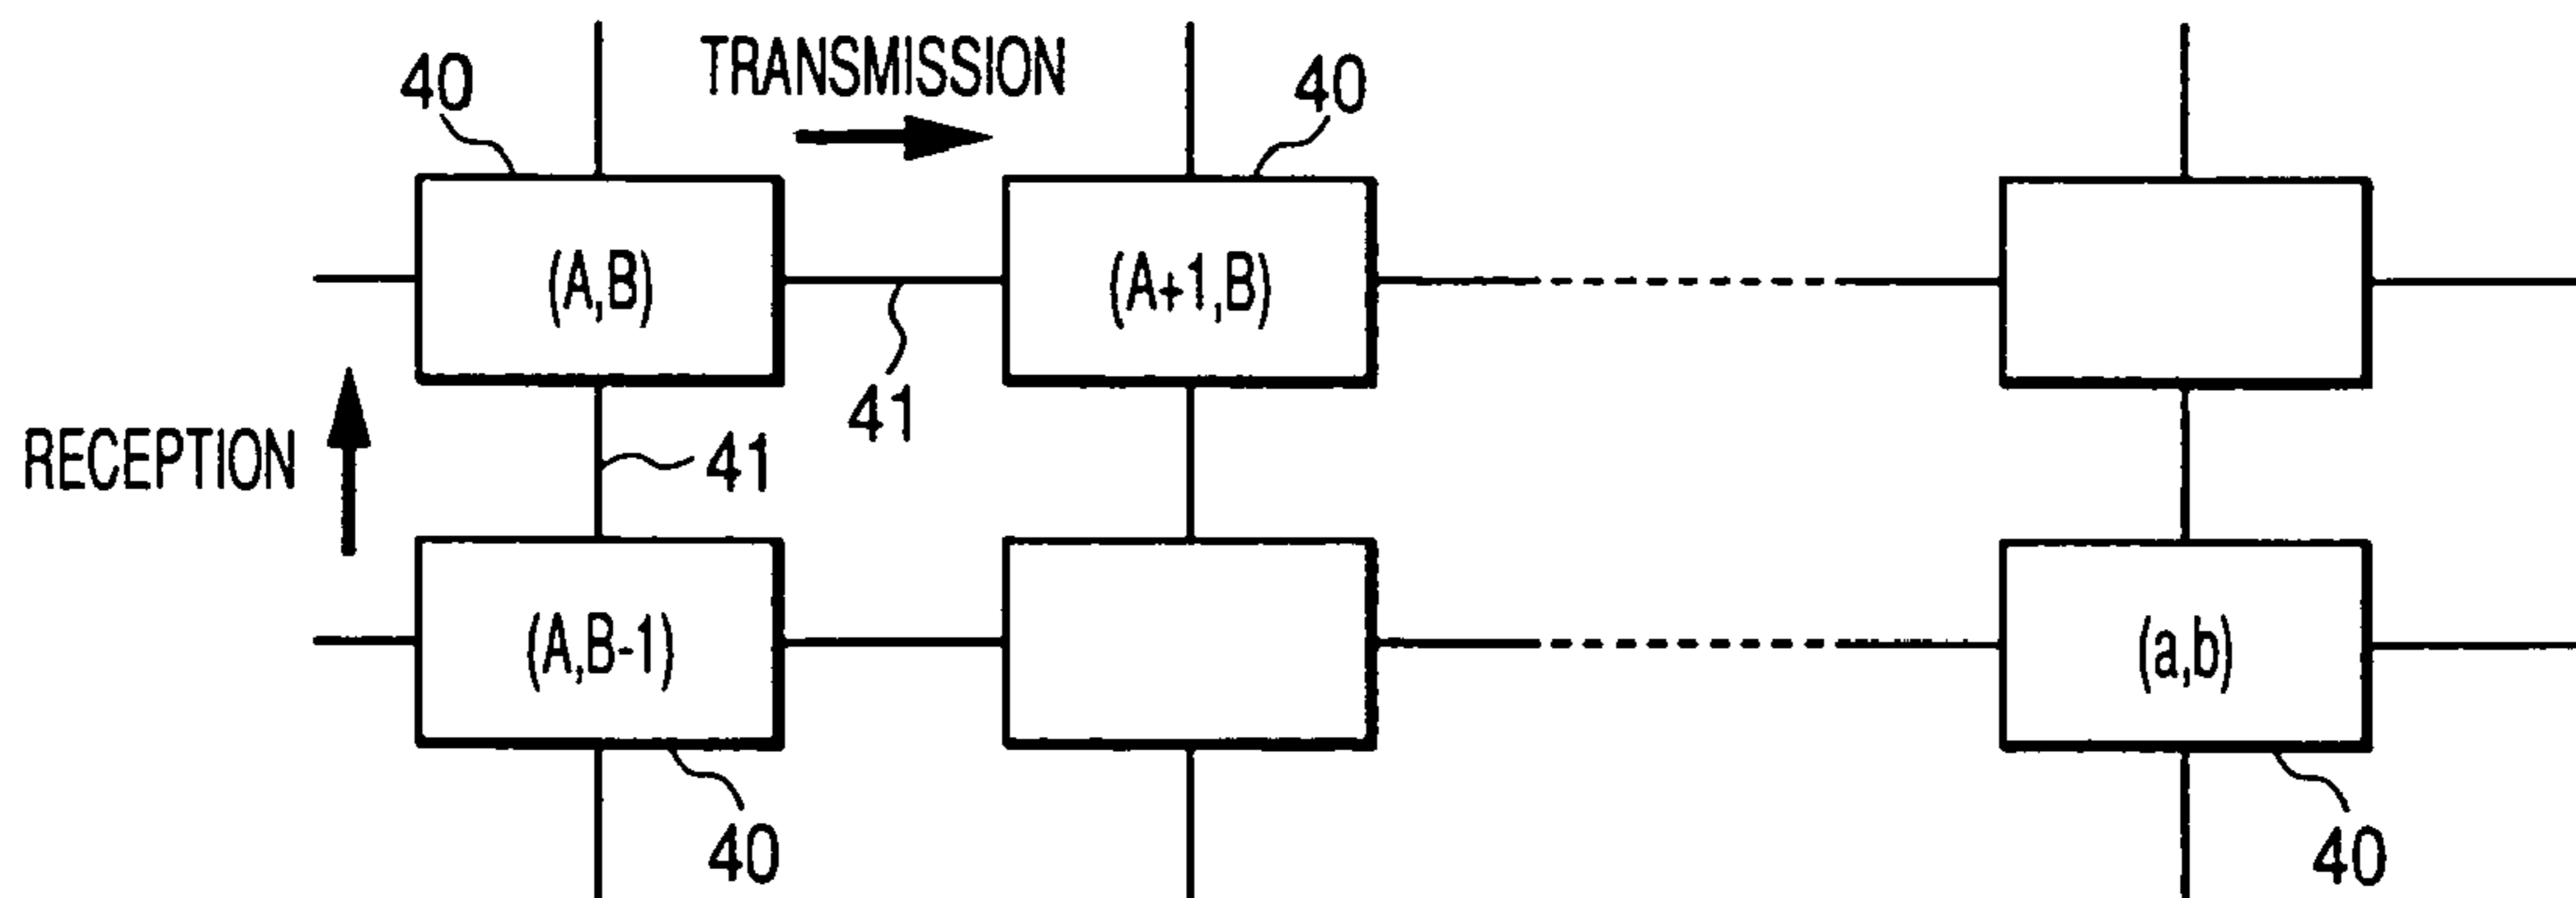 TRANSMISSION
40
40
(A,B)
(A+1,B)
41
RECEPTION
41
(A,B-1)
(a,b)
40
40